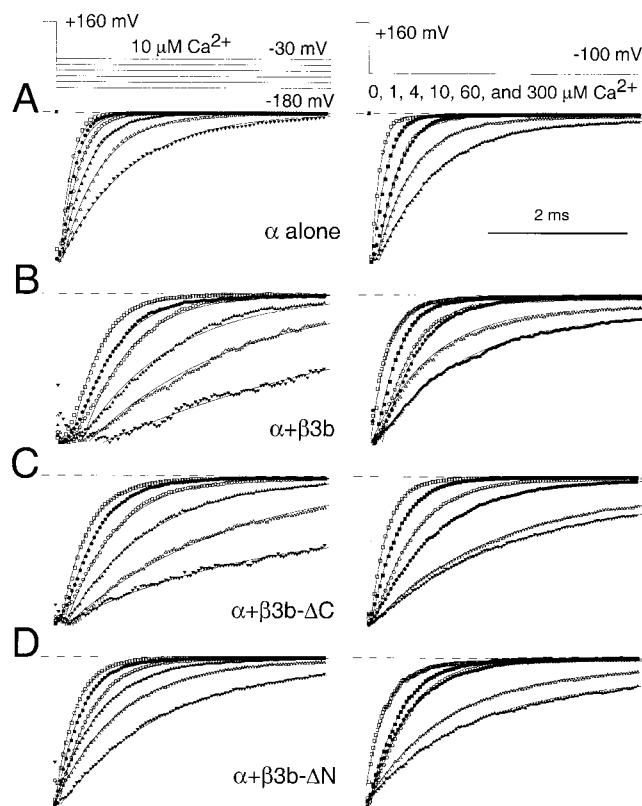 +160 mV
10 μM Ca2+
-30 mV
-180 mV
+160 mV
-100 mV
0, 1, 4, 10, 60, and 300 μM Ca2+
A
α alone
2 ms
B
α+β3b
C
α+β3b-ΔC
D
α+β3b-ΔN